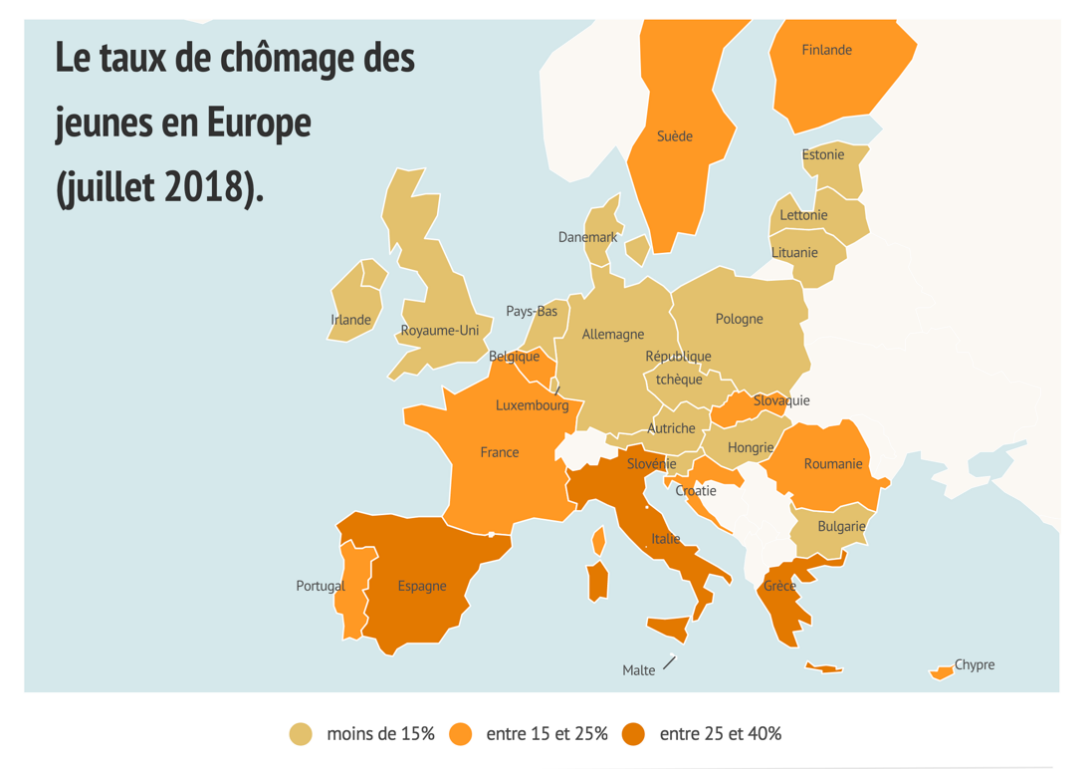 Le taux de chômage des
jeunes en Europe
(juillet 2018).
Finlande
Suède
Estonie
Lettonie
Danemark
Lituanie
Pays-Bas
Irlande
Royaume-Uni
Allemagne
Pologne
Belgique
République
tchèque
Luxembourg
Slovaquie
Autriche
France
Hongrie
Slovénie
Roumanie
Croatie
Bulgarie
Italie
Portugal
Espagne
Grèce
Malte
Chypre
moins de 15%
entre 15 et 25%
entre 25 et 40%